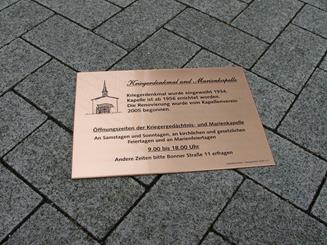 Kriegerdenkmal und Marienkapelle
Kriegerdenkmal wurde eingeweiht 1934,
Kapelle ist ab 1956 errichtet worden.
Die Renovierung wurde vom Kapellenverein
2005 begonnen.
Öffnungszeiten der Kriegergedächtnis- und Marienkapelle
An Samstagen und Sonntagen, an kirchlichen und gesetzlichen
Feiertagen und an Marienfeiertagen
9.00 bis 18.00 Uhr
Andere Zeiten bitte Bonner Straße 11 erfragen